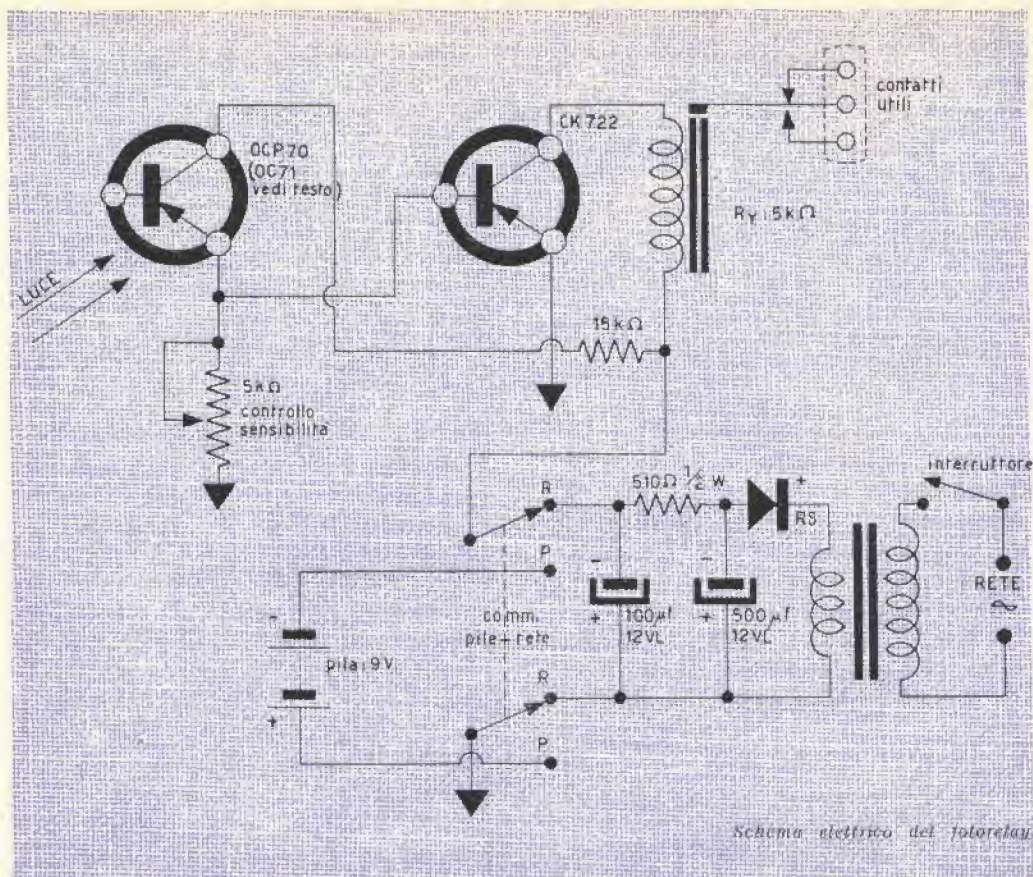 contatti
utili
OCP70
(OC71
vedi testo)
CK722
RY: 5kΩ
LUCE
15kΩ
5kΩ
controllo
sensibilità
interruttore
R
510Ω ½ W
+
RS
P
-
-
RETE
-
comm.
pile-rete
+
100μf
12VL
+
500μf
12VL
pila: 9V.
R
+
P
Schema elettrico del fotorelay